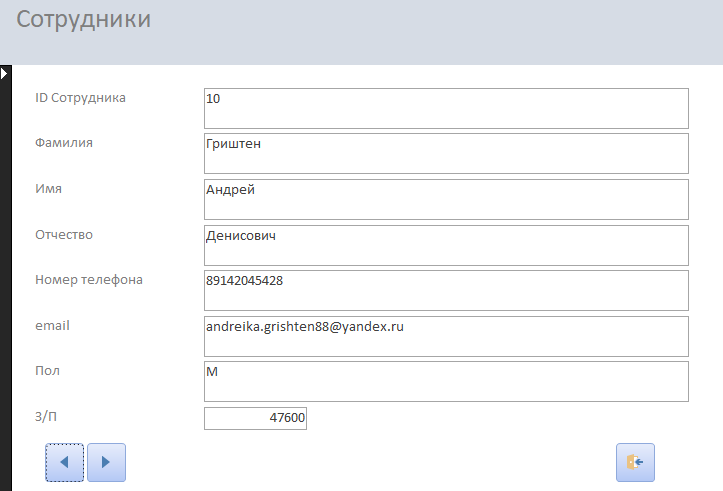 Сотрудники
ID Сотрудника 10
Фамилия Гриштен
Имя Андрей
Отчество Денисович
Номер телефона 89142045428
email andreika.grishten88@yandex.ru
Пол М
З/П 47600